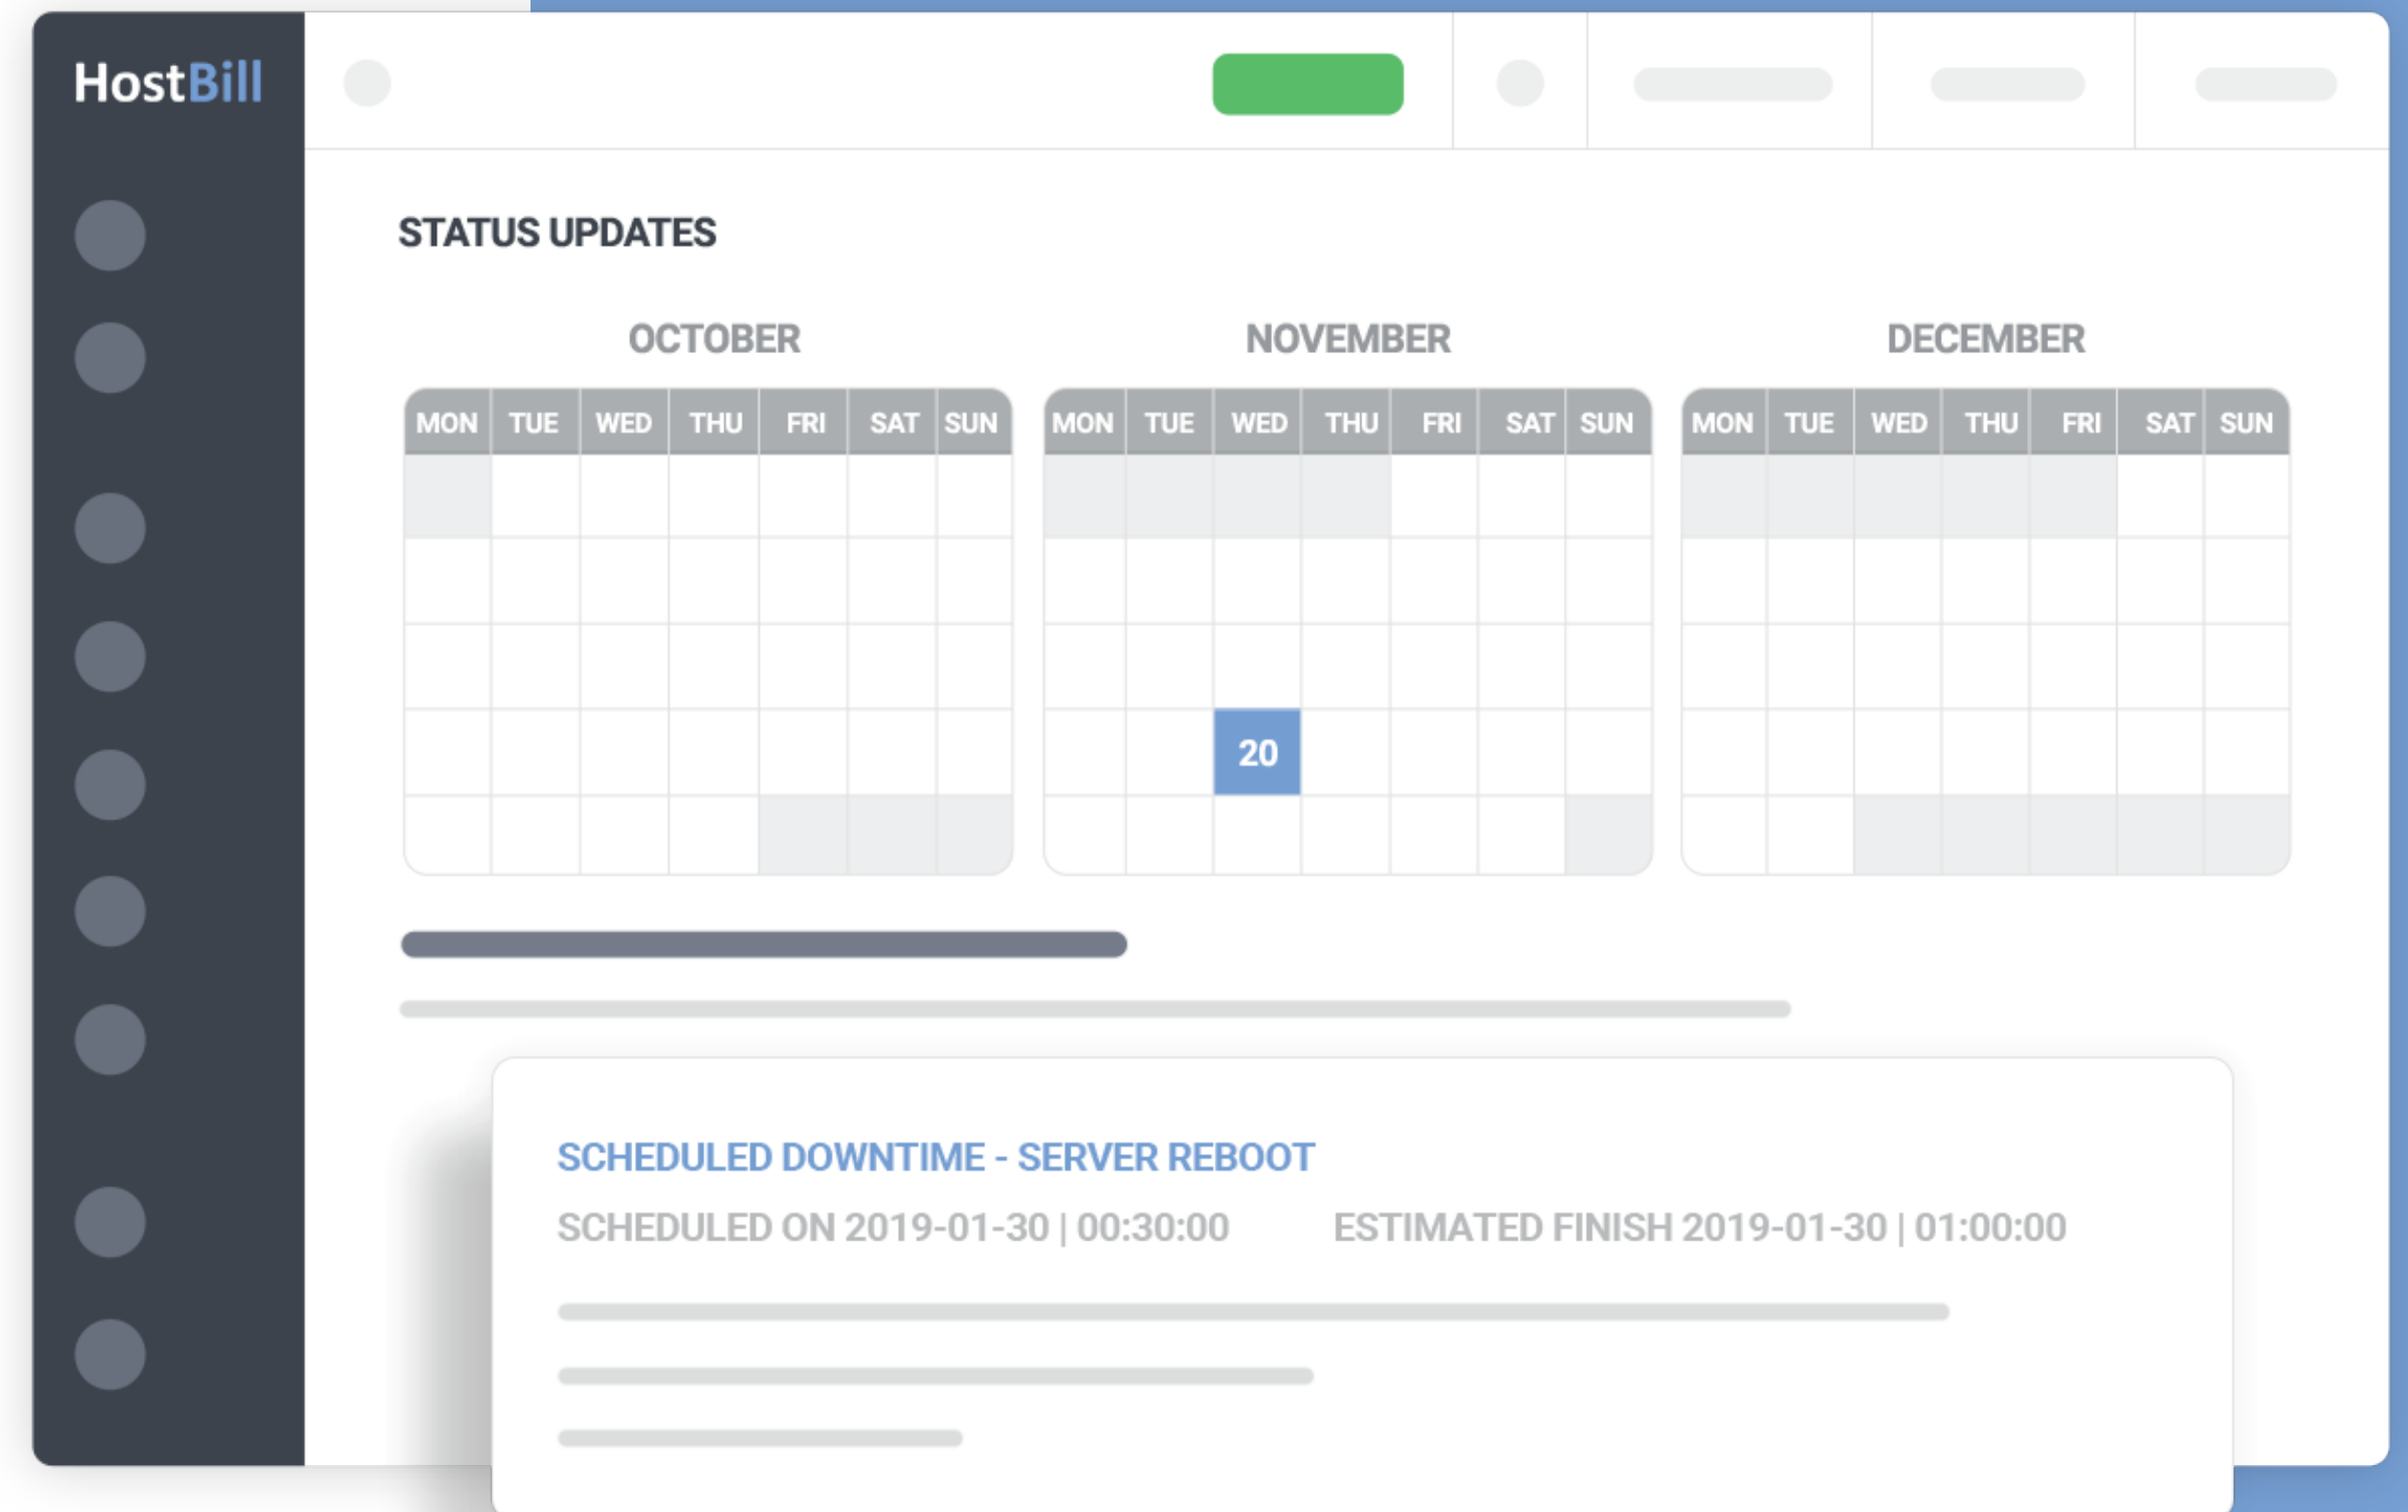 HostBill
STATUS UPDATES
OCTOBER NOVEMBER DECEMBER
MON TUE WED THU FRI SAT SUN MON TUE WED THU FRI SAT SUN MON TUE WED THU FRI SAT SUN
20
SCHEDULED DOWNTIME - SERVER REBOOT
SCHEDULED ON 2019-01-30 | 00:30:00 ESTIMATED FINISH 2019-01-30 | 01:00:00